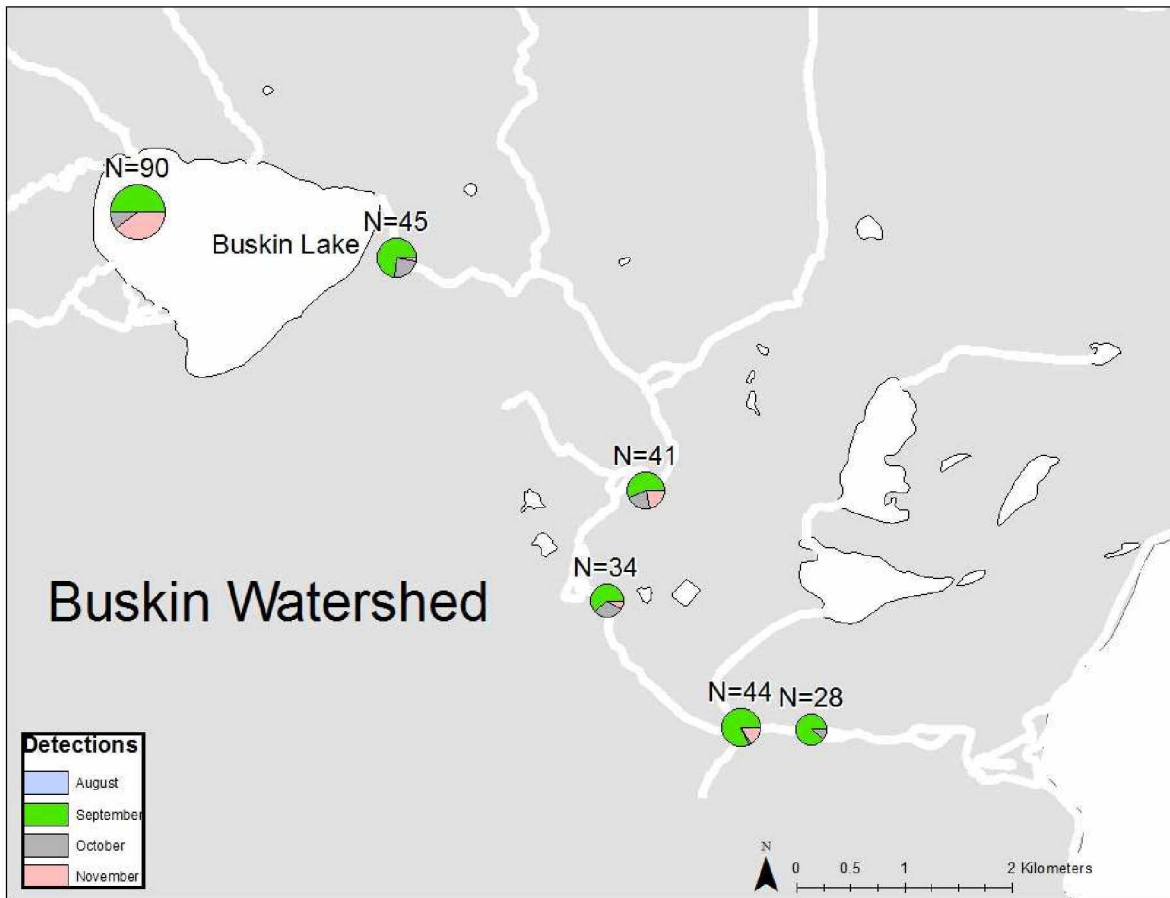 N=90
N=45
Buskin Lake
N=41
N=34
Buskin Watershed
N=44
N=28
Detections
August
September
October
November
N
0 0.5 1 2 Kilometers